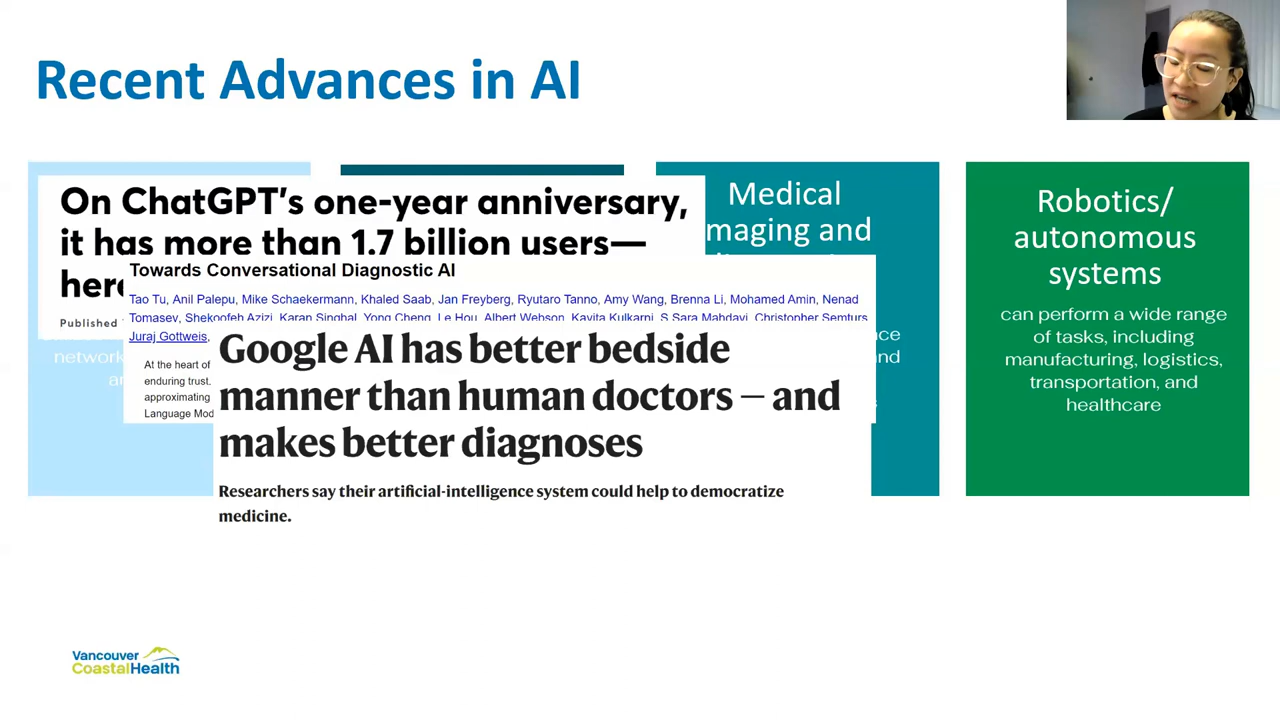 Recent Advances in AI
On ChatGPT's one-year anniversary,
it has more than 1.7 billion users—
here
Published
Towards Conversational Diagnostic AI
Tao Tu, Anil Palepu, Mike Schaekermann, Khaled Saab, Jan Freyberg, Ryutaro Tanno, Amy Wang, Brenna Li, Mohamed Amin, Nenad
Tomasev, Shekoofeh Azizi, Karan Singhal, Yong Cheng, Le Hou, Albert Webson, Kavita Kulkarni, S Sara Mahdavi, Christopher Semturs,
Juraj Gottweis,
At the heart of
enduring trust.
approximating
Language Mod
Google AI has better bedside
manner than human doctors — and
makes better diagnoses
Researchers say their artificial-intelligence system could help to democratize
medicine.
network
Medical
maging and
nce
nd
Robotics/
autonomous
systems
can perform a wide range
of tasks, including
manufacturing, logistics,
transportation, and
healthcare
Vancouver
CoastalHealth